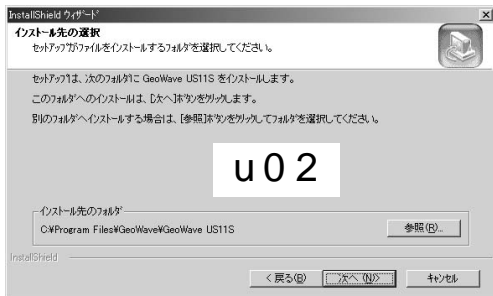 InstallShield ウィザード
インストール先の選択
セットアップがファイルをインストールするフォルダを選択してください。
セットアップは、次のフォルダに GeoWave US11S をインストールします。
このフォルダへのインストールは、[次へ]ボタンをクリックします。
別のフォルダへインストールする場合は、[参照]ボタンをクリックしてフォルダを選択してください。
u02
インストール先のフォルダ
C:¥Program Files¥GeoWave¥GeoWave US11S
参照(R)...
InstallShield
< 戻る(B) 次へ (N)> キャンセル